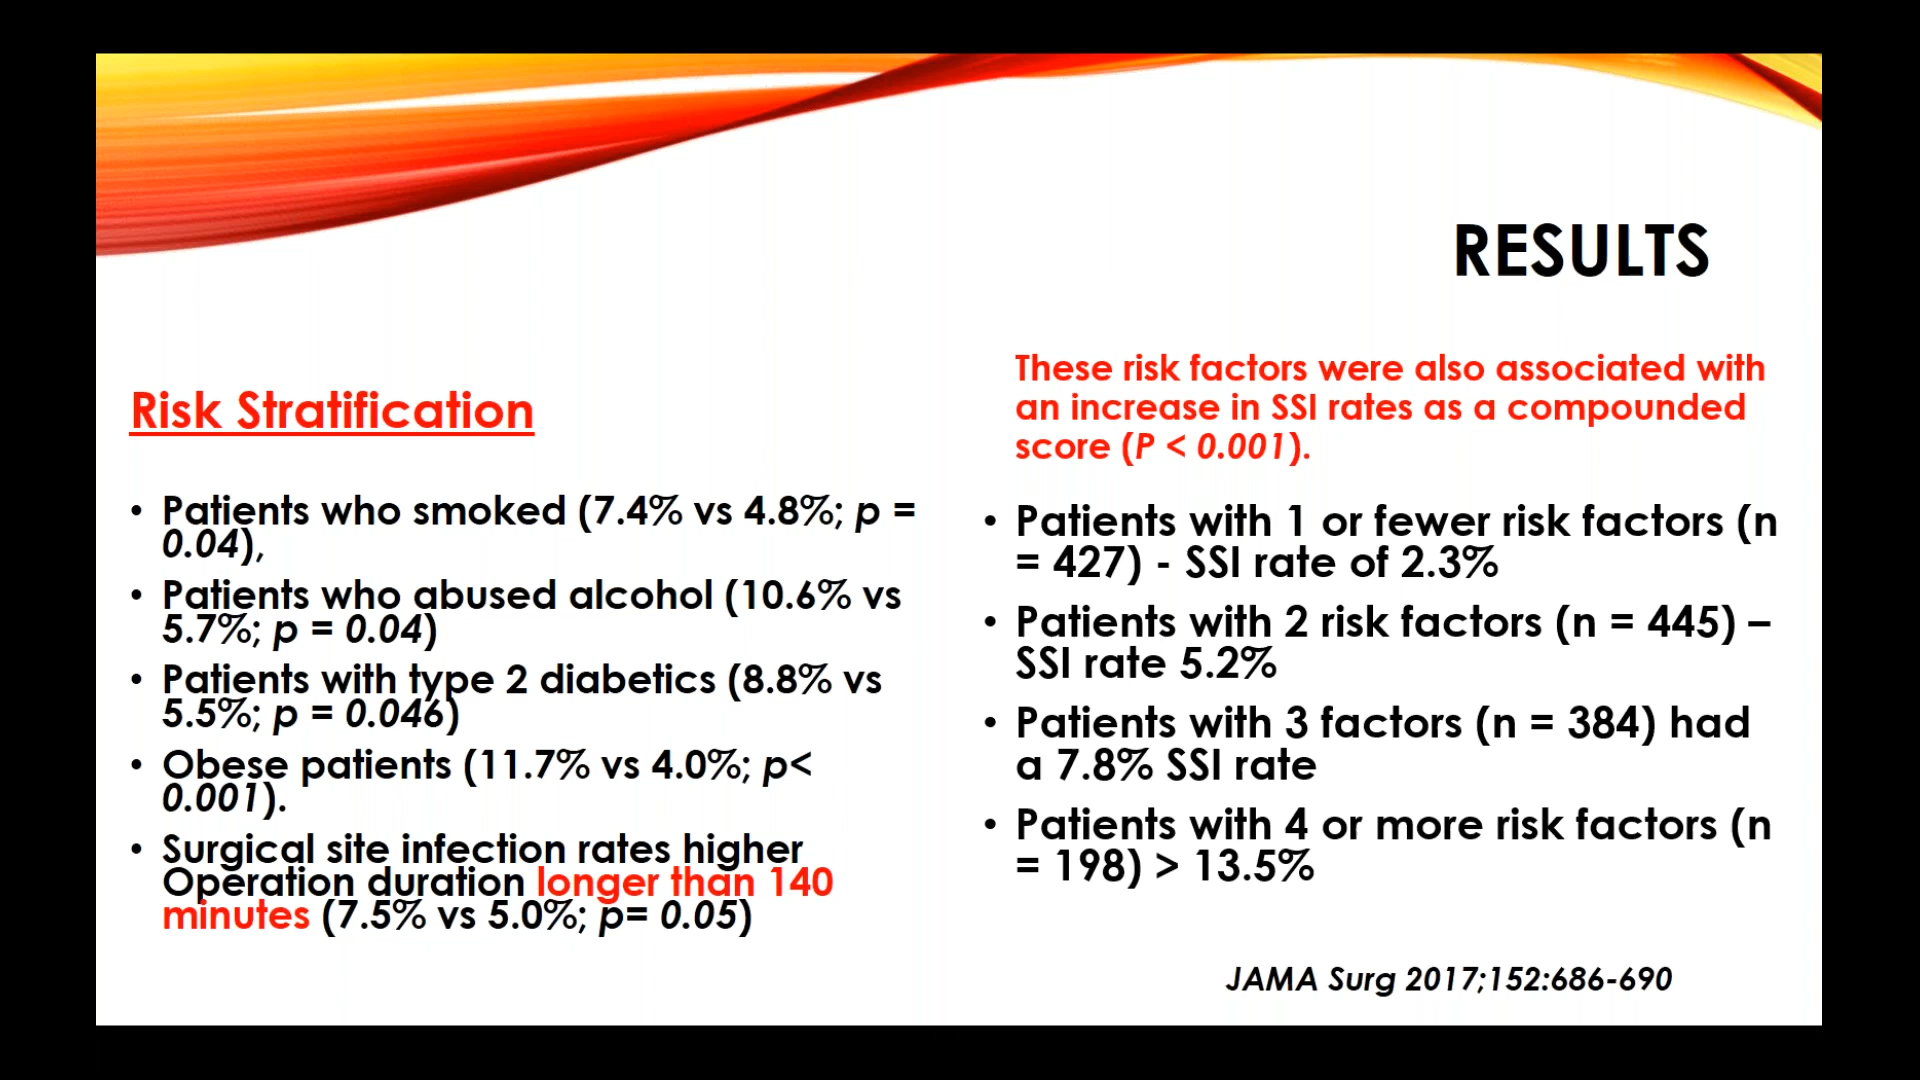 RESULTS
Risk Stratification
• Patients who smoked (7.4% vs 4.8%; p =
0.04),
• Patients who abused alcohol (10.6% vs
5.7%; p = 0.04)
• Patients with type 2 diabetics (8.8% vs
5.5%; p = 0.046)
• Obese patients (11.7% vs 4.0%; p<
0.001).
• Surgical site infection rates higher
Operation duration longer than 140
minutes (7.5% vs 5.0%; p= 0.05)
These risk factors were also associated with
an increase in SSI rates as a compounded
score (P < 0.001).
• Patients with 1 or fewer risk factors (n
= 427) - SSI rate of 2.3%
• Patients with 2 risk factors (n = 445) –
SSI rate 5.2%
• Patients with 3 factors (n = 384) had
a 7.8% SSI rate
• Patients with 4 or more risk factors (n
= 198) > 13.5%
JAMA Surg 2017;152:686-690